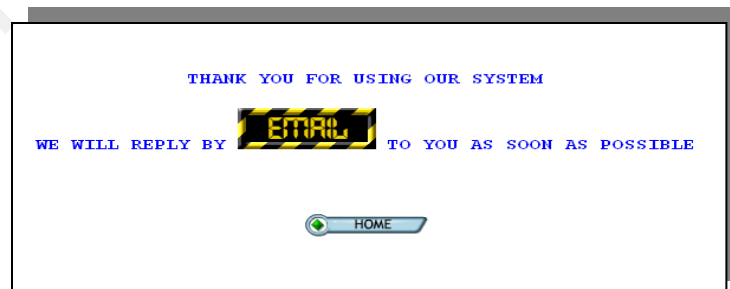 THANK YOU FOR USING OUR SYSTEM
WE WILL REPLY BY EMAIL TO YOU AS SOON AS POSSIBLE
HOME